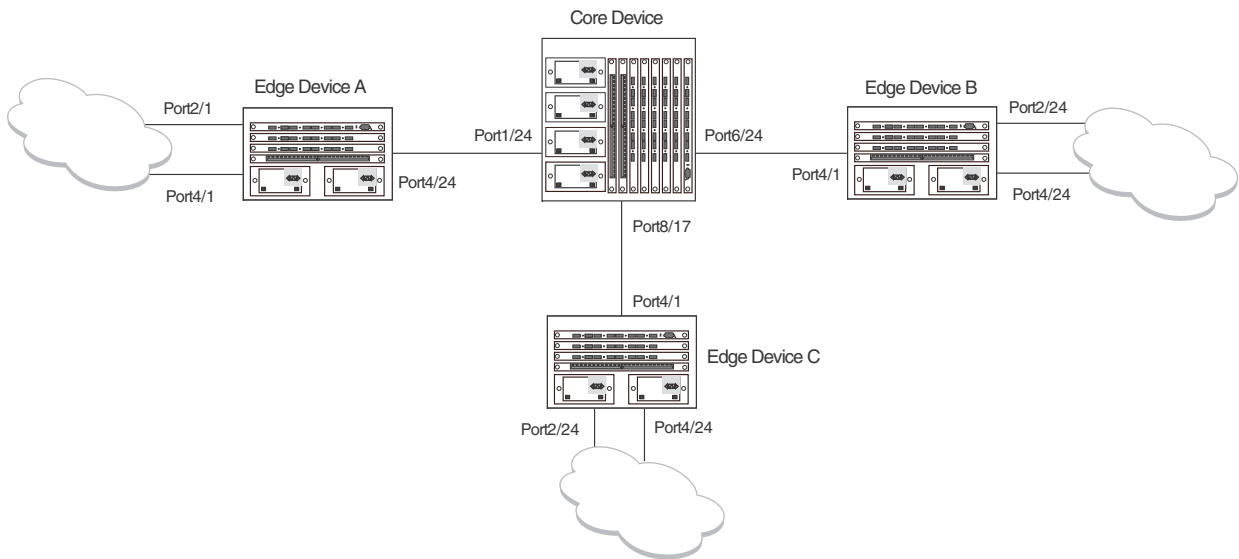 Core Device
Edge Device A
Edge Device B
Port2/1
Port2/24
Port1/24
Port6/24
Port4/1
Port4/24
Port4/1
Port4/24
Port8/17
Port4/1
Edge Device C
Port2/24
Port4/24